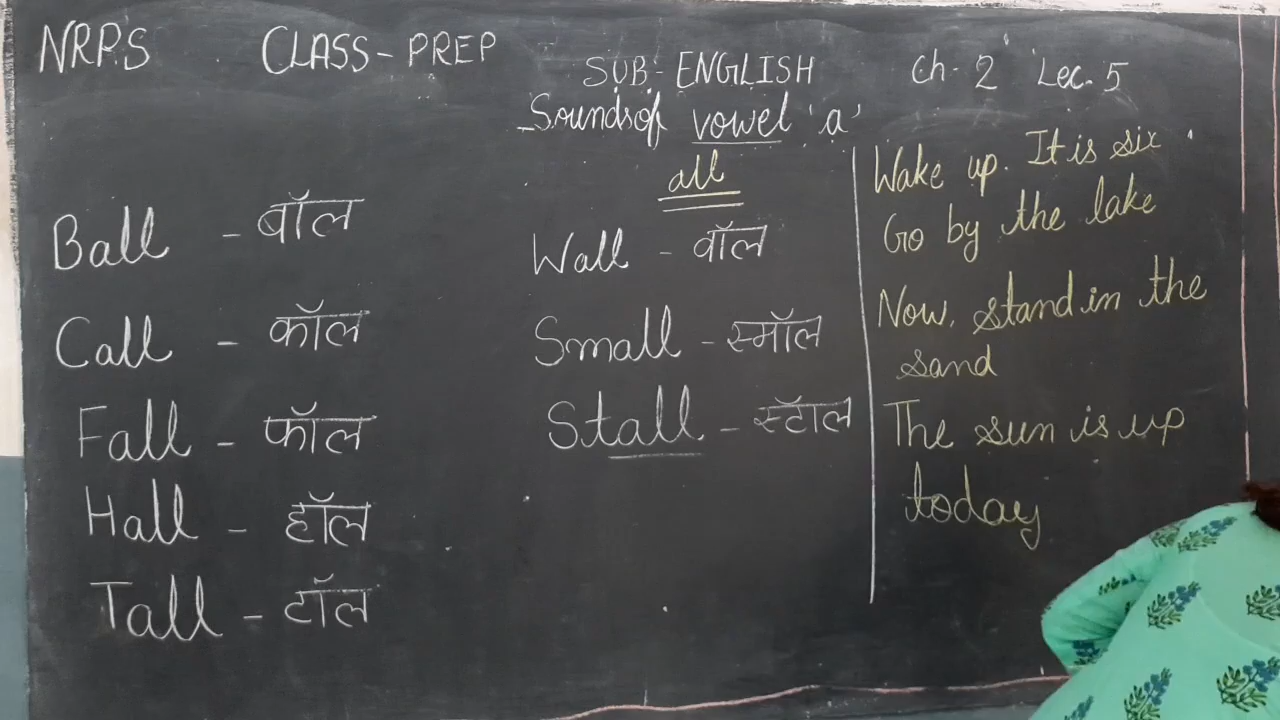 NRPS CLASS-PREP
SUB- ENGLISH Ch- 2 Lec. 5
Sounds of vowel 'a'
all
Ball - बॉल
Call - कॉल
Fall - फॉल
Hall - हॉल
Tall - टॉल
Wall - वॉल
Small - स्मॉल
Stall - स्टॉल
Wake up. It is six.
Go by the lake
Now, stand in the
sand
The sun is up
today